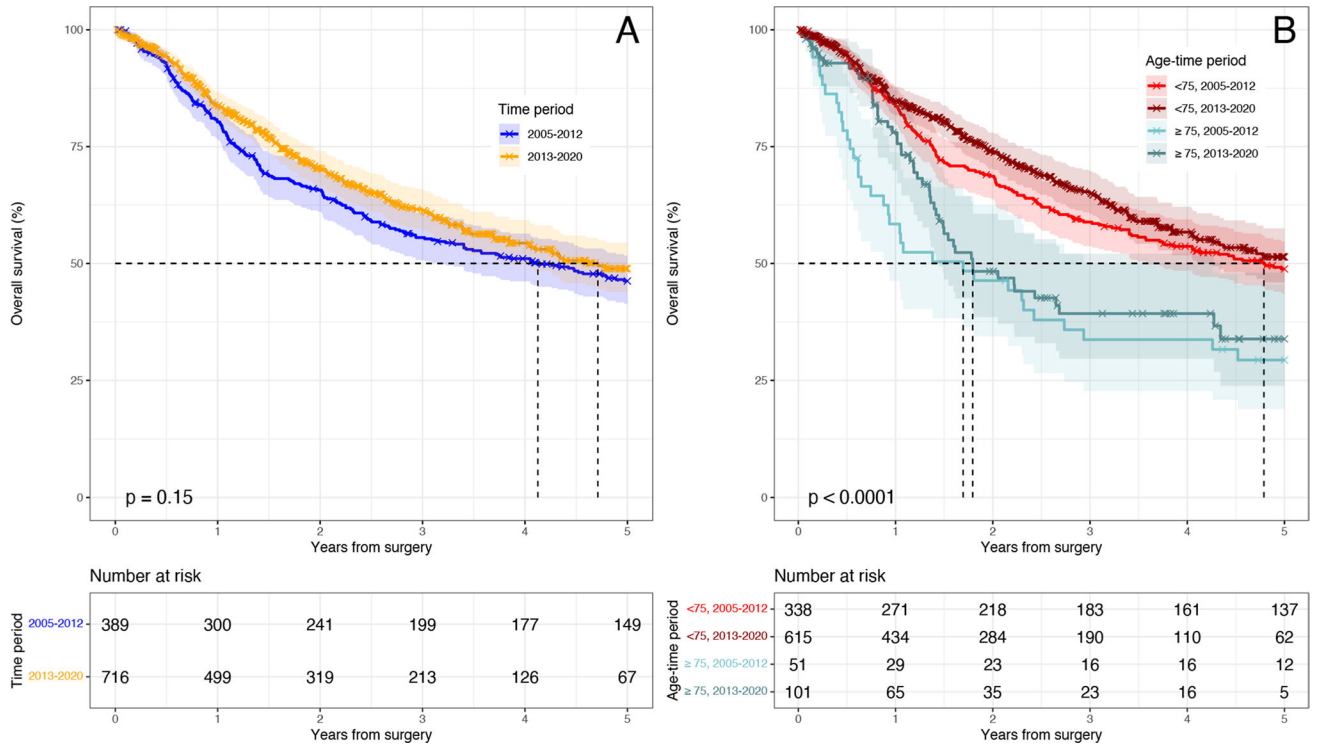 A
Overall survival (%)
100
75
50
25
0
Time period
2005-2012
2013-2020
p = 0.15
0 1 2 3 4 5
Years from surgery
Number at risk
Time period
2005-2012 389 300 241 199 177 149
2013-2020 716 499 319 213 126 67
0 1 2 3 4 5
Years from surgery
B
Overall survival (%)
100
75
50
25
0
Age-time period
<75, 2005-2012
<75, 2013-2020
≥ 75, 2005-2012
≥ 75, 2013-2020
p < 0.0001
0 1 2 3 4 5
Years from surgery
Number at risk
Age-time period
<75, 2005-2012 338 271 218 183 161 137
<75, 2013-2020 615 434 284 190 110 62
≥ 75, 2005-2012 51 29 23 16 16 12
≥ 75, 2013-2020 101 65 35 23 16 5
0 1 2 3 4 5
Years from surgery